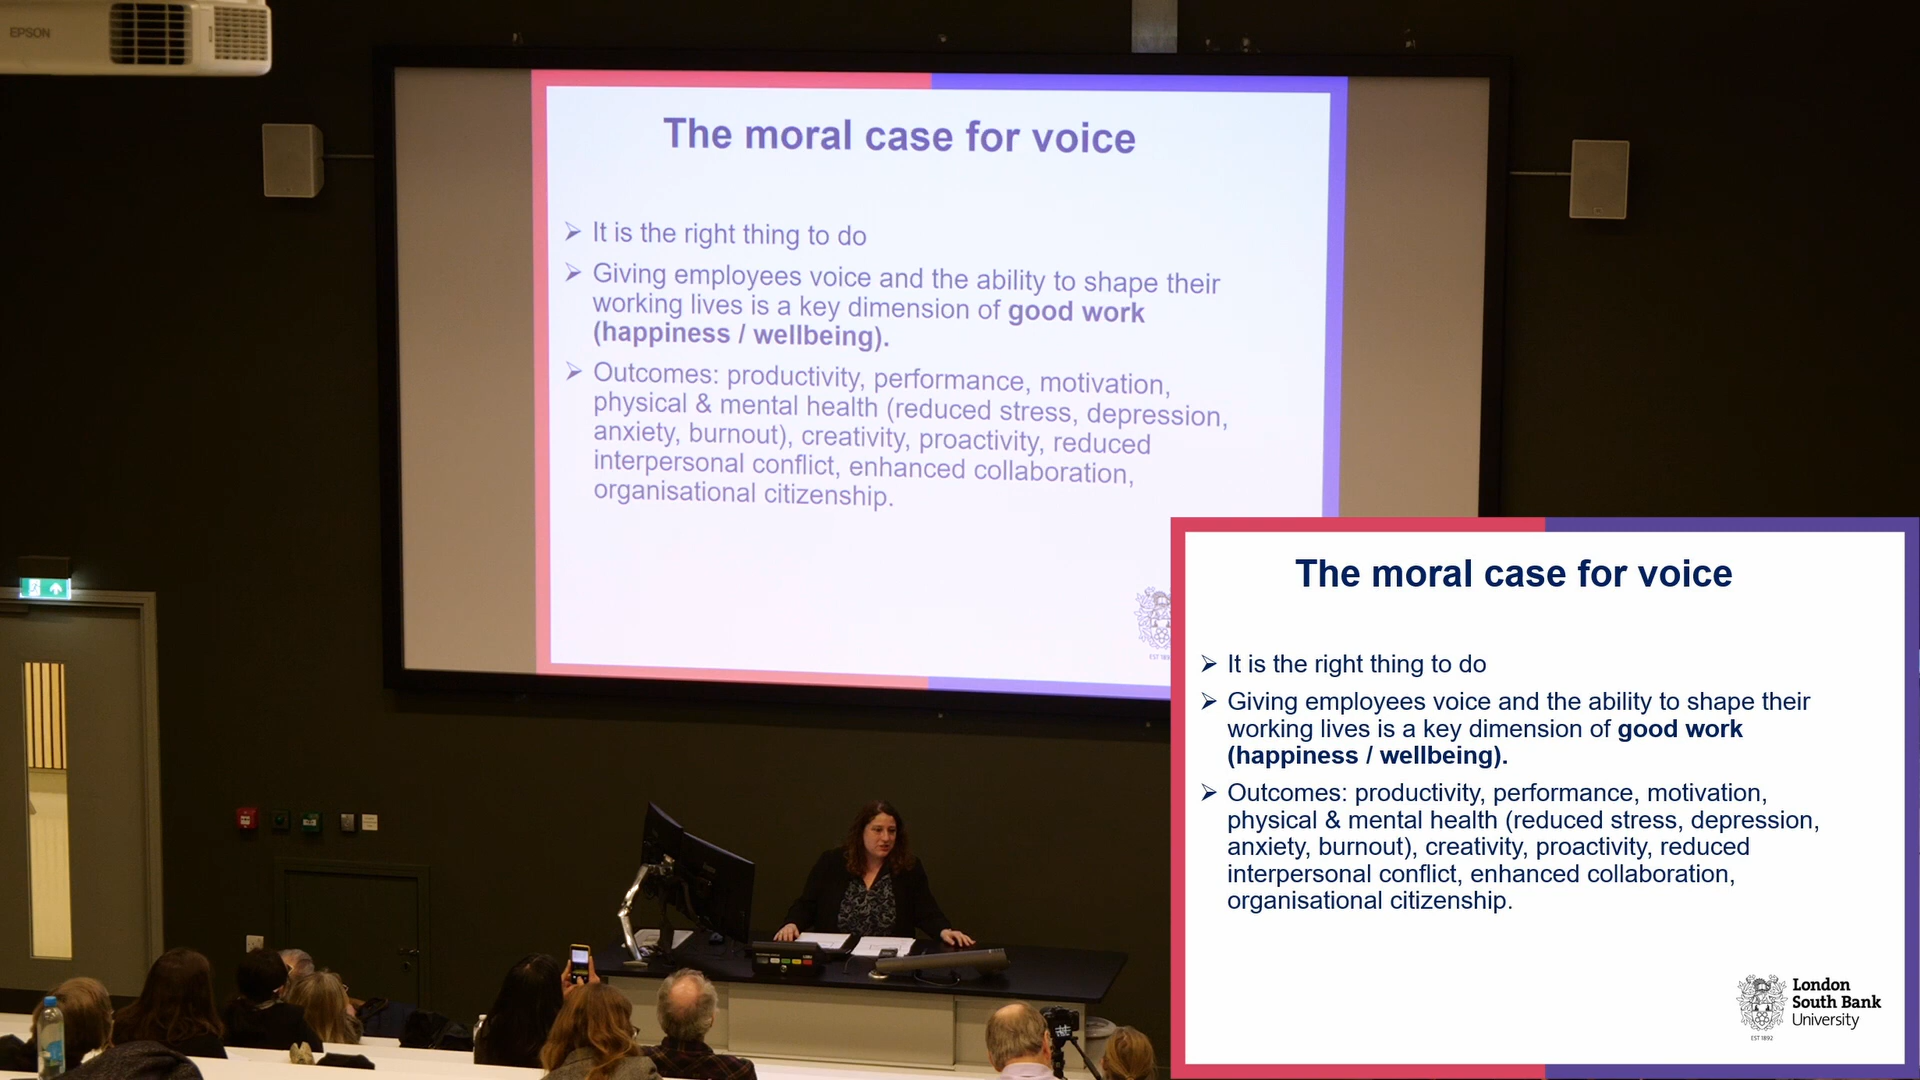 EPSON
The moral case for voice
It is the right thing to do
Giving employees voice and the ability to shape their
working lives is a key dimension of good work
(happiness / wellbeing).
Outcomes: productivity, performance, motivation,
physical & mental health (reduced stress, depression,
anxiety, burnout), creativity, proactivity, reduced
interpersonal conflict, enhanced collaboration,
organisational citizenship.
The moral case for voice
It is the right thing to do
Giving employees voice and the ability to shape their
working lives is a key dimension of good work
(happiness / wellbeing).
Outcomes: productivity, performance, motivation,
physical & mental health (reduced stress, depression,
anxiety, burnout), creativity, proactivity, reduced
interpersonal conflict, enhanced collaboration,
organisational citizenship.
London
South Bank
University
EST 1892